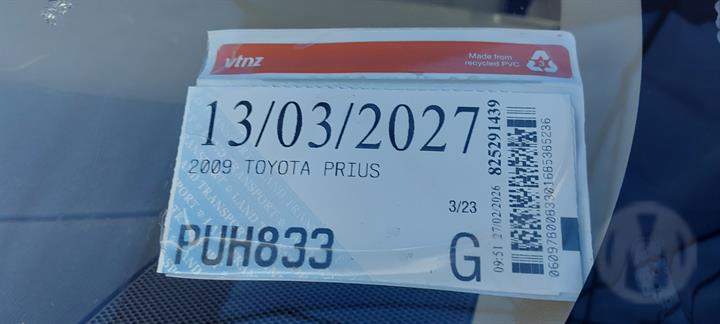 vtnz
Made from
recycled PVC
3
13/03/2027
2009 TOYOTA PRIUS
3/23
PUH833
G
09:51 27/02/2026 825291439